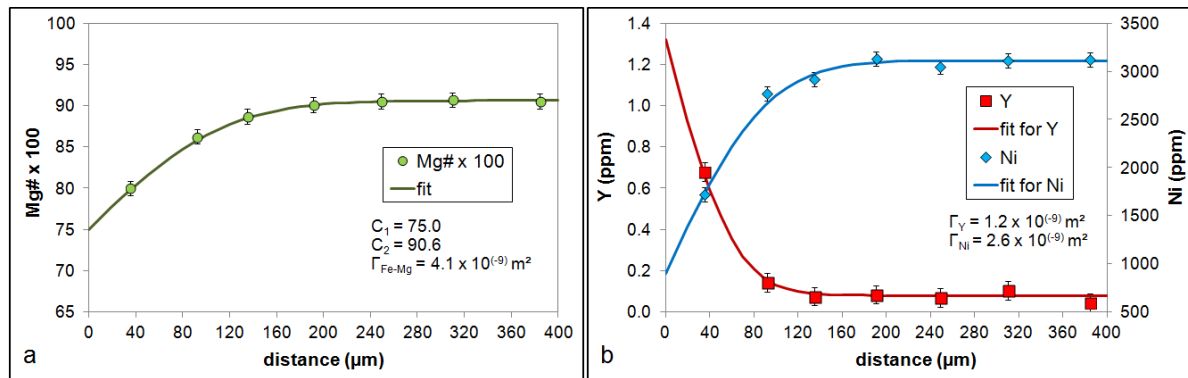 100
95
90
85
80
75
70
65
Mg# x 100
0 40 80 120 160 200 240 280 320 360 400
distance (µm)
Mg# x 100
fit
C₁ = 75.0
C₂ = 90.6
Γ_Fe-Mg = 4.1 x 10⁽⁻⁹⁾ m²
a
1.4
1.2
1.0
0.8
0.6
0.4
0.2
0.0
Y (ppm)
0 40 80 120 160 200 240 280 320 360 400
distance (µm)
3500
3000
2500
2000
1500
1000
500
Ni (ppm)
Y
fit for Y
Ni
fit for Ni
Γ_Y = 1.2 x 10⁽⁻⁹⁾ m²
Γ_Ni = 2.6 x 10⁽⁻⁹⁾ m²
b